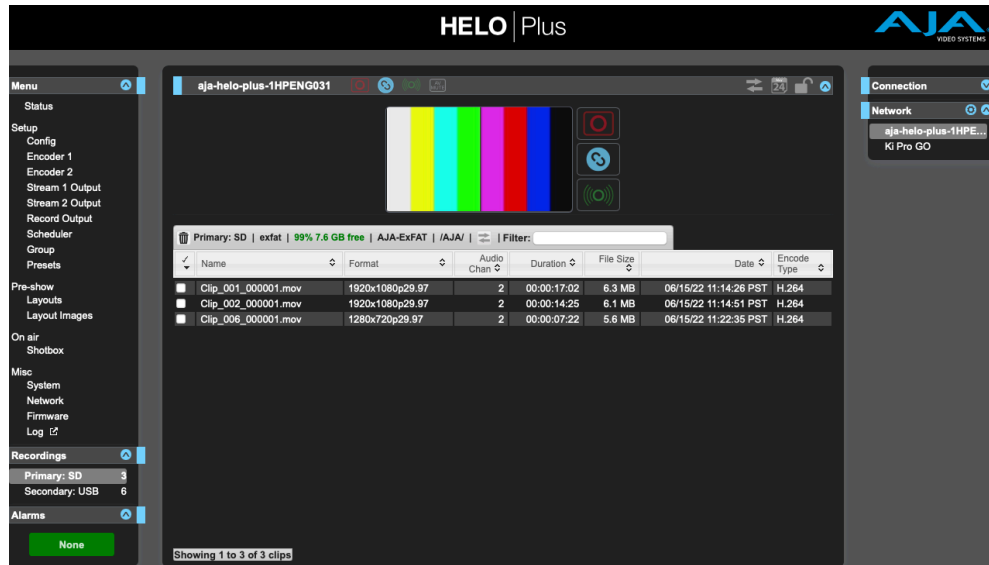 HELO Plus
AJA
VIDEO SYSTEMS
Menu
Status
Setup
Config
Encoder 1
Encoder 2
Stream 1 Output
Stream 2 Output
Record Output
Scheduler
Group
Presets
Pre-show
Layouts
Layout Images
On air
Shotbox
Misc
System
Network
Firmware
Log
Recordings
Primary: SD 3
Secondary: USB 6
Alarms
None
aja-helo-plus-1HPENG031
24
Primary: SD | exfat | 99% 7.6 GB free | AJA-ExFAT | /AJA/ | | Filter:
Name Format Audio Chan Duration File Size Date Encode Type
Clip_001_000001.mov 1920x1080p29.97 2 00:00:17:02 6.3 MB 06/15/22 11:14:26 PST H.264
Clip_002_000001.mov 1920x1080p29.97 2 00:00:14:25 6.1 MB 06/15/22 11:14:51 PST H.264
Clip_006_000001.mov 1280x720p29.97 2 00:00:07:22 5.6 MB 06/15/22 11:22:35 PST H.264
Showing 1 to 3 of 3 clips
Connection
Network
aja-helo-plus-1HPE...
Ki Pro GO